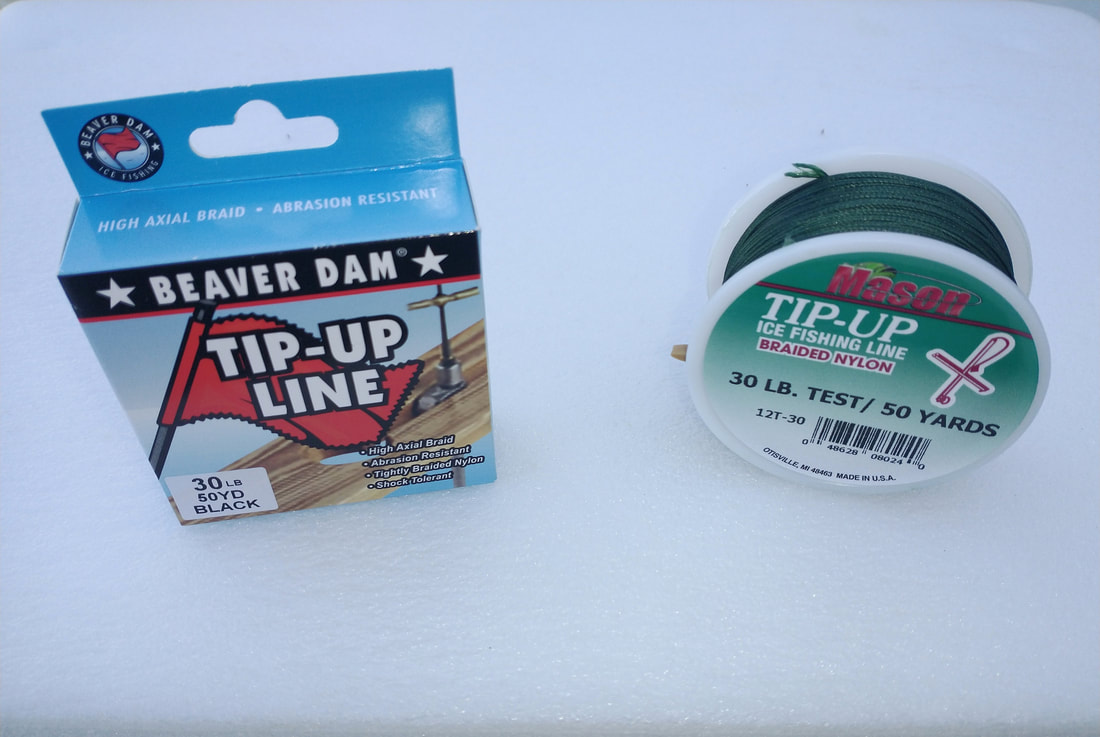 BEAVER DAM
ICE FISHING
HIGH AXIAL BRAID • ABRASION RESISTANT
★ BEAVER DAM® ★
TIP-UP
LINE
• High Axial Braid
• Abrasion Resistant
• Tightly Braided Nylon
• Shock Tolerant
30 LB
50YD
BLACK
Mason
TIP-UP
ICE FISHING LINE
BRAIDED NYLON
30 LB. TEST/ 50 YARDS
12T-30
0 48628 08024 0
OTISVILLE, MI 48463 MADE IN U.S.A.